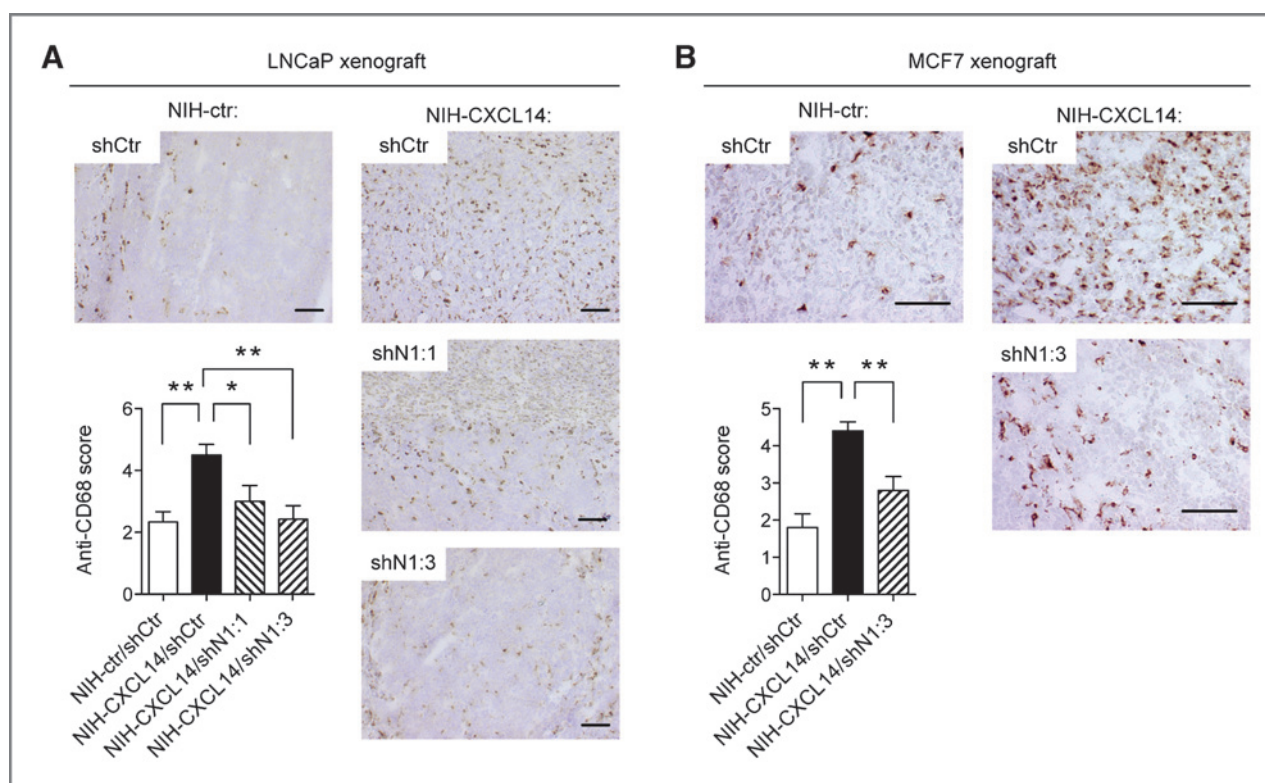 A
LNCaP xenograft
NIH-ctr:
NIH-CXCL14:
shCtr
shCtr
shN1:1
shN1:3
**
**
*
6
4
2
0
Anti-CD68 score
NIH-ctr/shCtr
NIH-CXCL14/shCtr
NIH-CXCL14/shN1:1
NIH-CXCL14/shN1:3
B
MCF7 xenograft
NIH-ctr:
NIH-CXCL14:
shCtr
shCtr
shN1:3
**
**
5
4
3
2
1
0
Anti-CD68 score
NIH-ctr/shCtr
NIH-CXCL14/shCtr
NIH-CXCL14/shN1:3